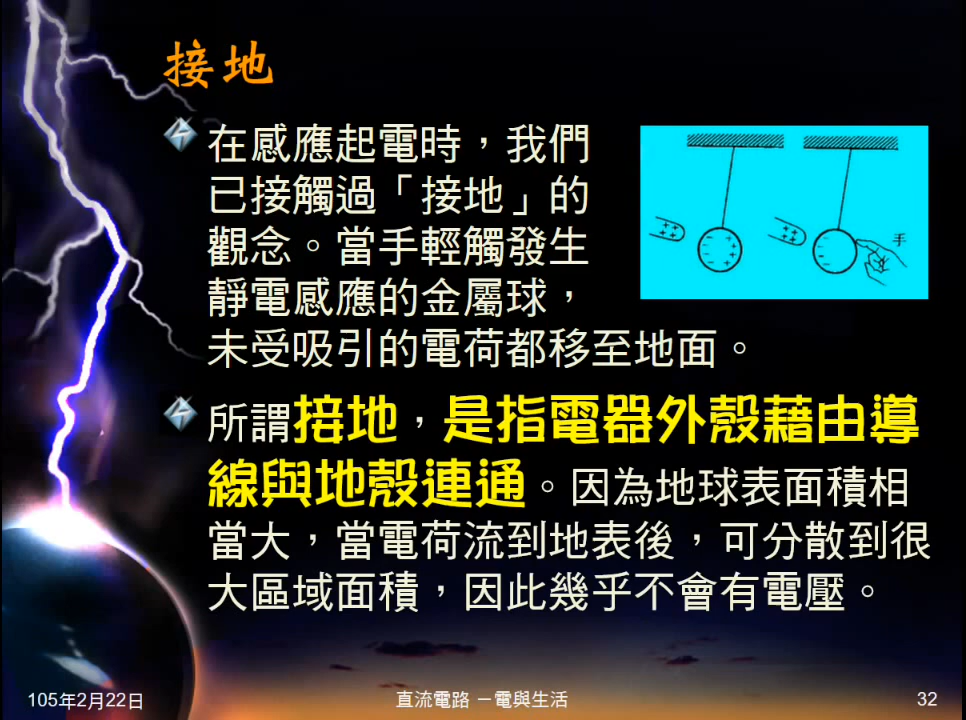 接地
在感應起電時，我們
已接觸過「接地」的
觀念。當手輕觸發生
靜電感應的金屬球，
未受吸引的電荷都移至地面。
手
所謂接地，是指電器外殼藉由導
線與地殼連通。因為地球表面積相
當大，當電荷流到地表後，可分散到很
大區域面積，因此幾乎不會有電壓。
105年2月22日
直流電路 －電與生活
32